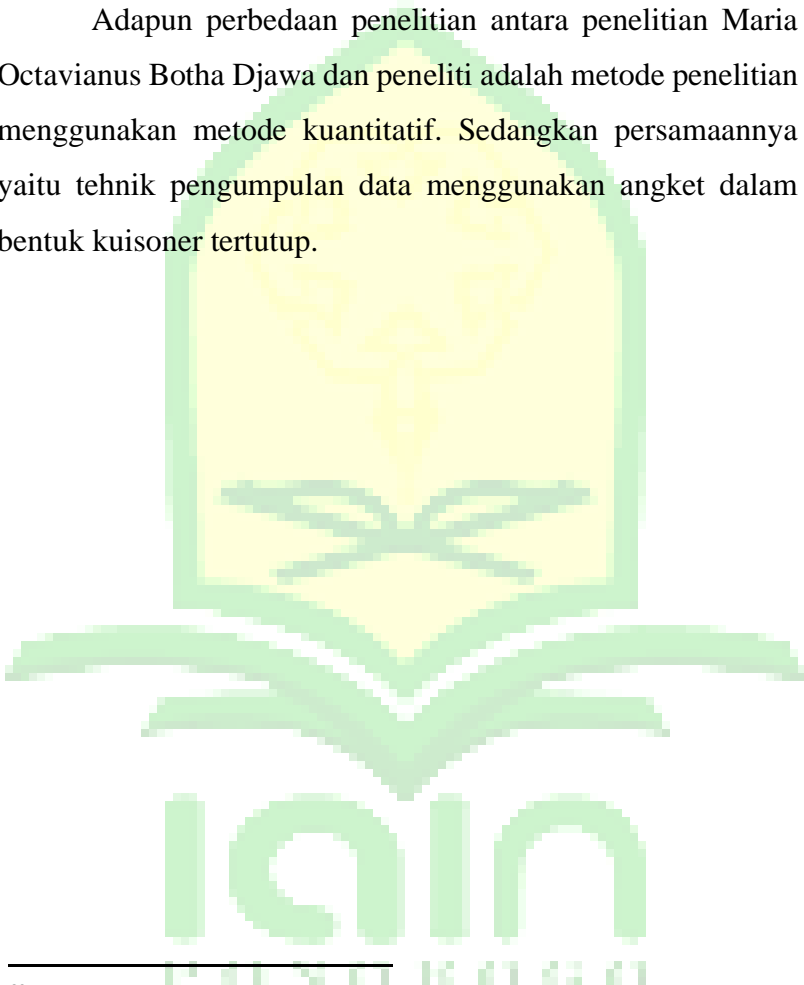 Adapun perbedaan penelitian antara penelitian Maria
Octavianus Botha Djawa dan peneliti adalah metode penelitian
menggunakan metode kuantitatif. Sedangkan persamaannya
yaitu tehnik pengumpulan data menggunakan angket dalam
bentuk kuisoner tertutup.
iain